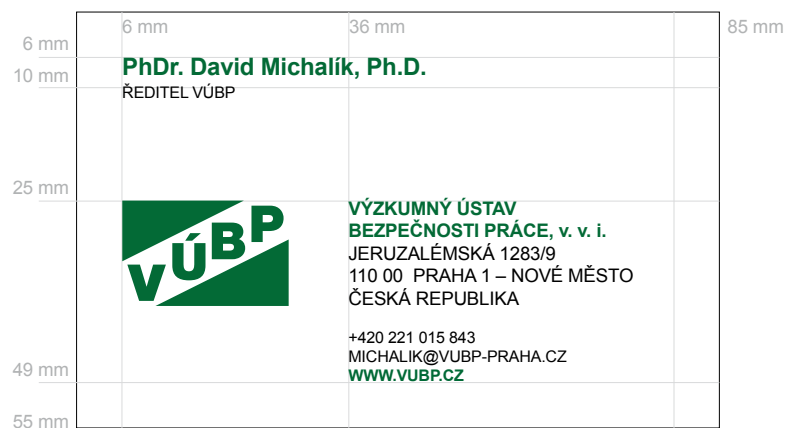 6 mm
36 mm
85 mm
6 mm
PhDr. David Michalík, Ph.D.
10 mm
ŘEDITEL VÚBP
25 mm
VÚBP
VÝZKUMNÝ ÚSTAV
BEZPEČNOSTI PRÁCE, v. v. i.
JERUZALÉMSKÁ 1283/9
110 00  PRAHA 1 – NOVÉ MĚSTO
ČESKÁ REPUBLIKA
+420 221 015 843
MICHALIK@VUBP-PRAHA.CZ
49 mm
WWW.VUBP.CZ
55 mm